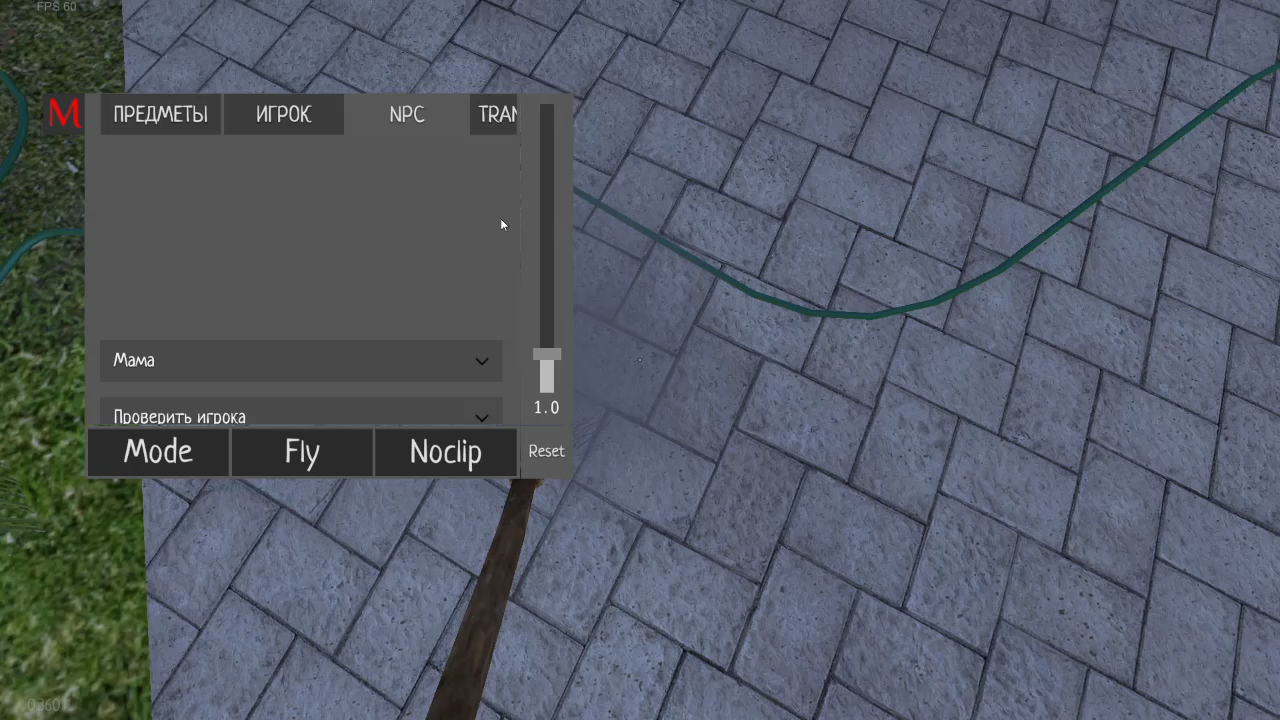 FPS 60
M
ПРЕДМЕТЫ ИГРОК NPC TRAN
Мама
Проверить игрока
1.0
Mode Fly Noclip Reset